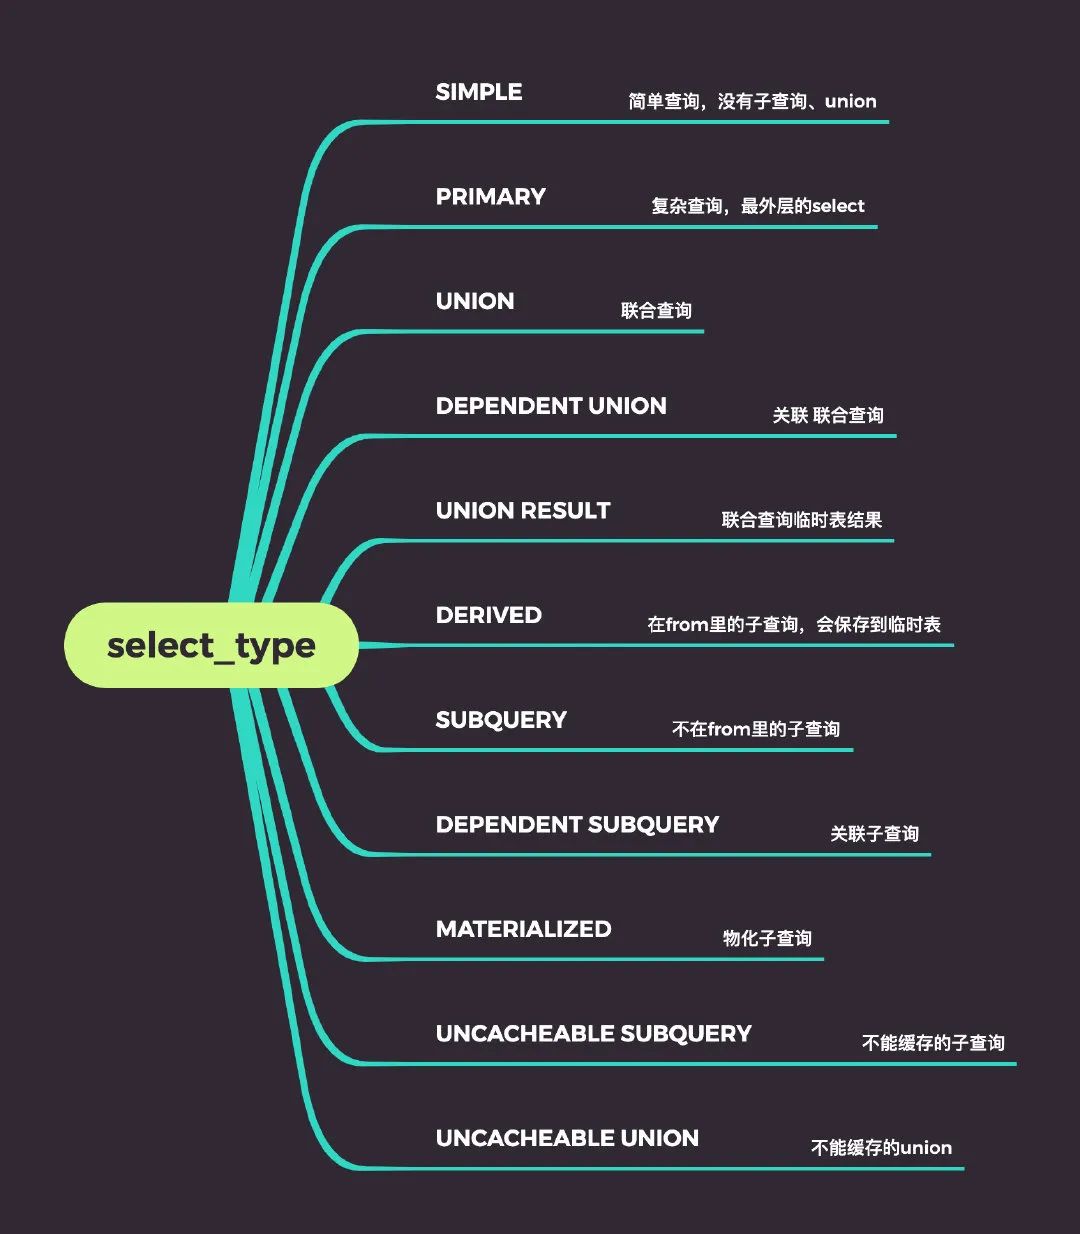 SIMPLE
简单查询，没有子查询、union
PRIMARY
复杂查询，最外层的select
UNION
联合查询
DEPENDENT UNION
关联 联合查询
UNION RESULT
联合查询临时表结果
select_type
DERIVED
在from里的子查询，会保存到临时表
SUBQUERY
不在from里的子查询
DEPENDENT SUBQUERY
关联子查询
MATERIALIZED
物化子查询
UNCACHEABLE SUBQUERY
不能缓存的子查询
UNCACHEABLE UNION
不能缓存的union